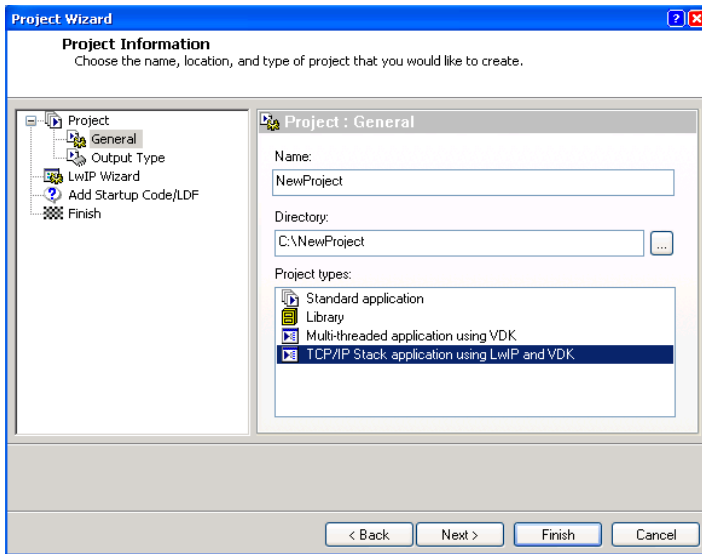 Project Wizard
Project Information
Choose the name, location, and type of project that you would like to create.
Project
General
Output Type
LwIP Wizard
Add Startup Code/LDF
Finish
Project : General
Name:
NewProject
Directory:
C:\NewProject
...
Project types:
Standard application
Library
Multi-threaded application using VDK
TCP/IP Stack application using LwIP and VDK
< Back
Next >
Finish
Cancel